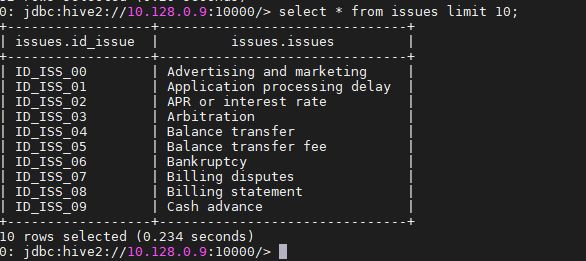 0: jdbc:hive2://10.128.0.9:10000/> select * from issues limit 10;
+-----------------+-----------------------------+
| issues.id_issue | issues.issues |
+-----------------+-----------------------------+
| ID_ISS_00 | Advertising and marketing |
| ID_ISS_01 | Application processing delay |
| ID_ISS_02 | APR or interest rate |
| ID_ISS_03 | Arbitration |
| ID_ISS_04 | Balance transfer |
| ID_ISS_05 | Balance transfer fee |
| ID_ISS_06 | Bankruptcy |
| ID_ISS_07 | Billing disputes |
| ID_ISS_08 | Billing statement |
| ID_ISS_09 | Cash advance |
+-----------------+-----------------------------+
10 rows selected (0.234 seconds)
0: jdbc:hive2://10.128.0.9:10000/>